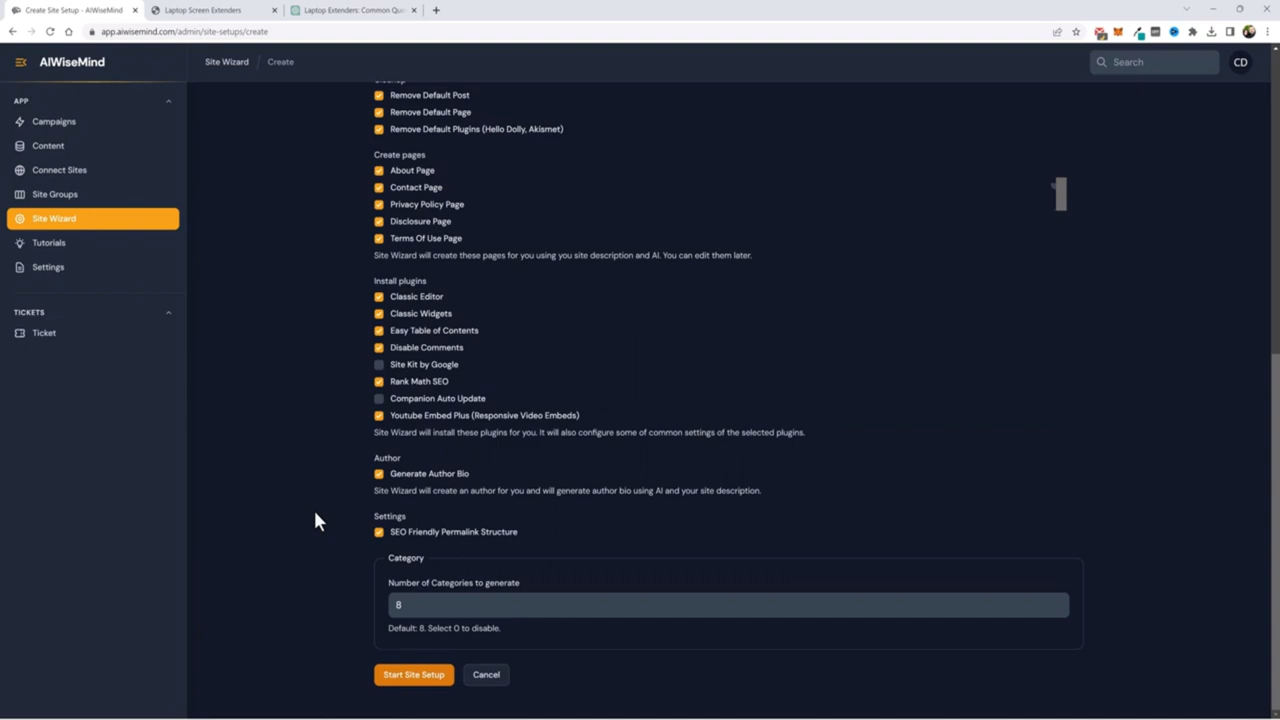 Create Site Setup - AIWiseMind
Laptop Screen Extenders
Laptop Extenders: Common Que
app.aiwisemind.com/admin/site-setups/create
AIWiseMind
Site Wizard
Create
Search
CD
APP
Campaigns
Content
Connect Sites
Site Groups
Site Wizard
Tutorials
Settings
TICKETS
Ticket
Cleanup
Remove Default Post
Remove Default Page
Remove Default Plugins (Hello Dolly, Akismet)
Create pages
About Page
Contact Page
Privacy Policy Page
Disclosure Page
Terms Of Use Page
Site Wizard will create these pages for you using you site description and AI. You can edit them later.
Install plugins
Classic Editor
Classic Widgets
Easy Table of Contents
Disable Comments
Site Kit by Google
Rank Math SEO
Companion Auto Update
Youtube Embed Plus (Responsive Video Embeds)
Site Wizard will install these plugins for you. It will also configure some of common settings of the selected plugins.
Author
Generate Author Bio
Site Wizard will create an author for you and will generate author bio using AI and your site description.
Settings
SEO Friendly Permalink Structure
Category
Number of Categories to generate
8
Default: 8. Select 0 to disable.
Start Site Setup
Cancel